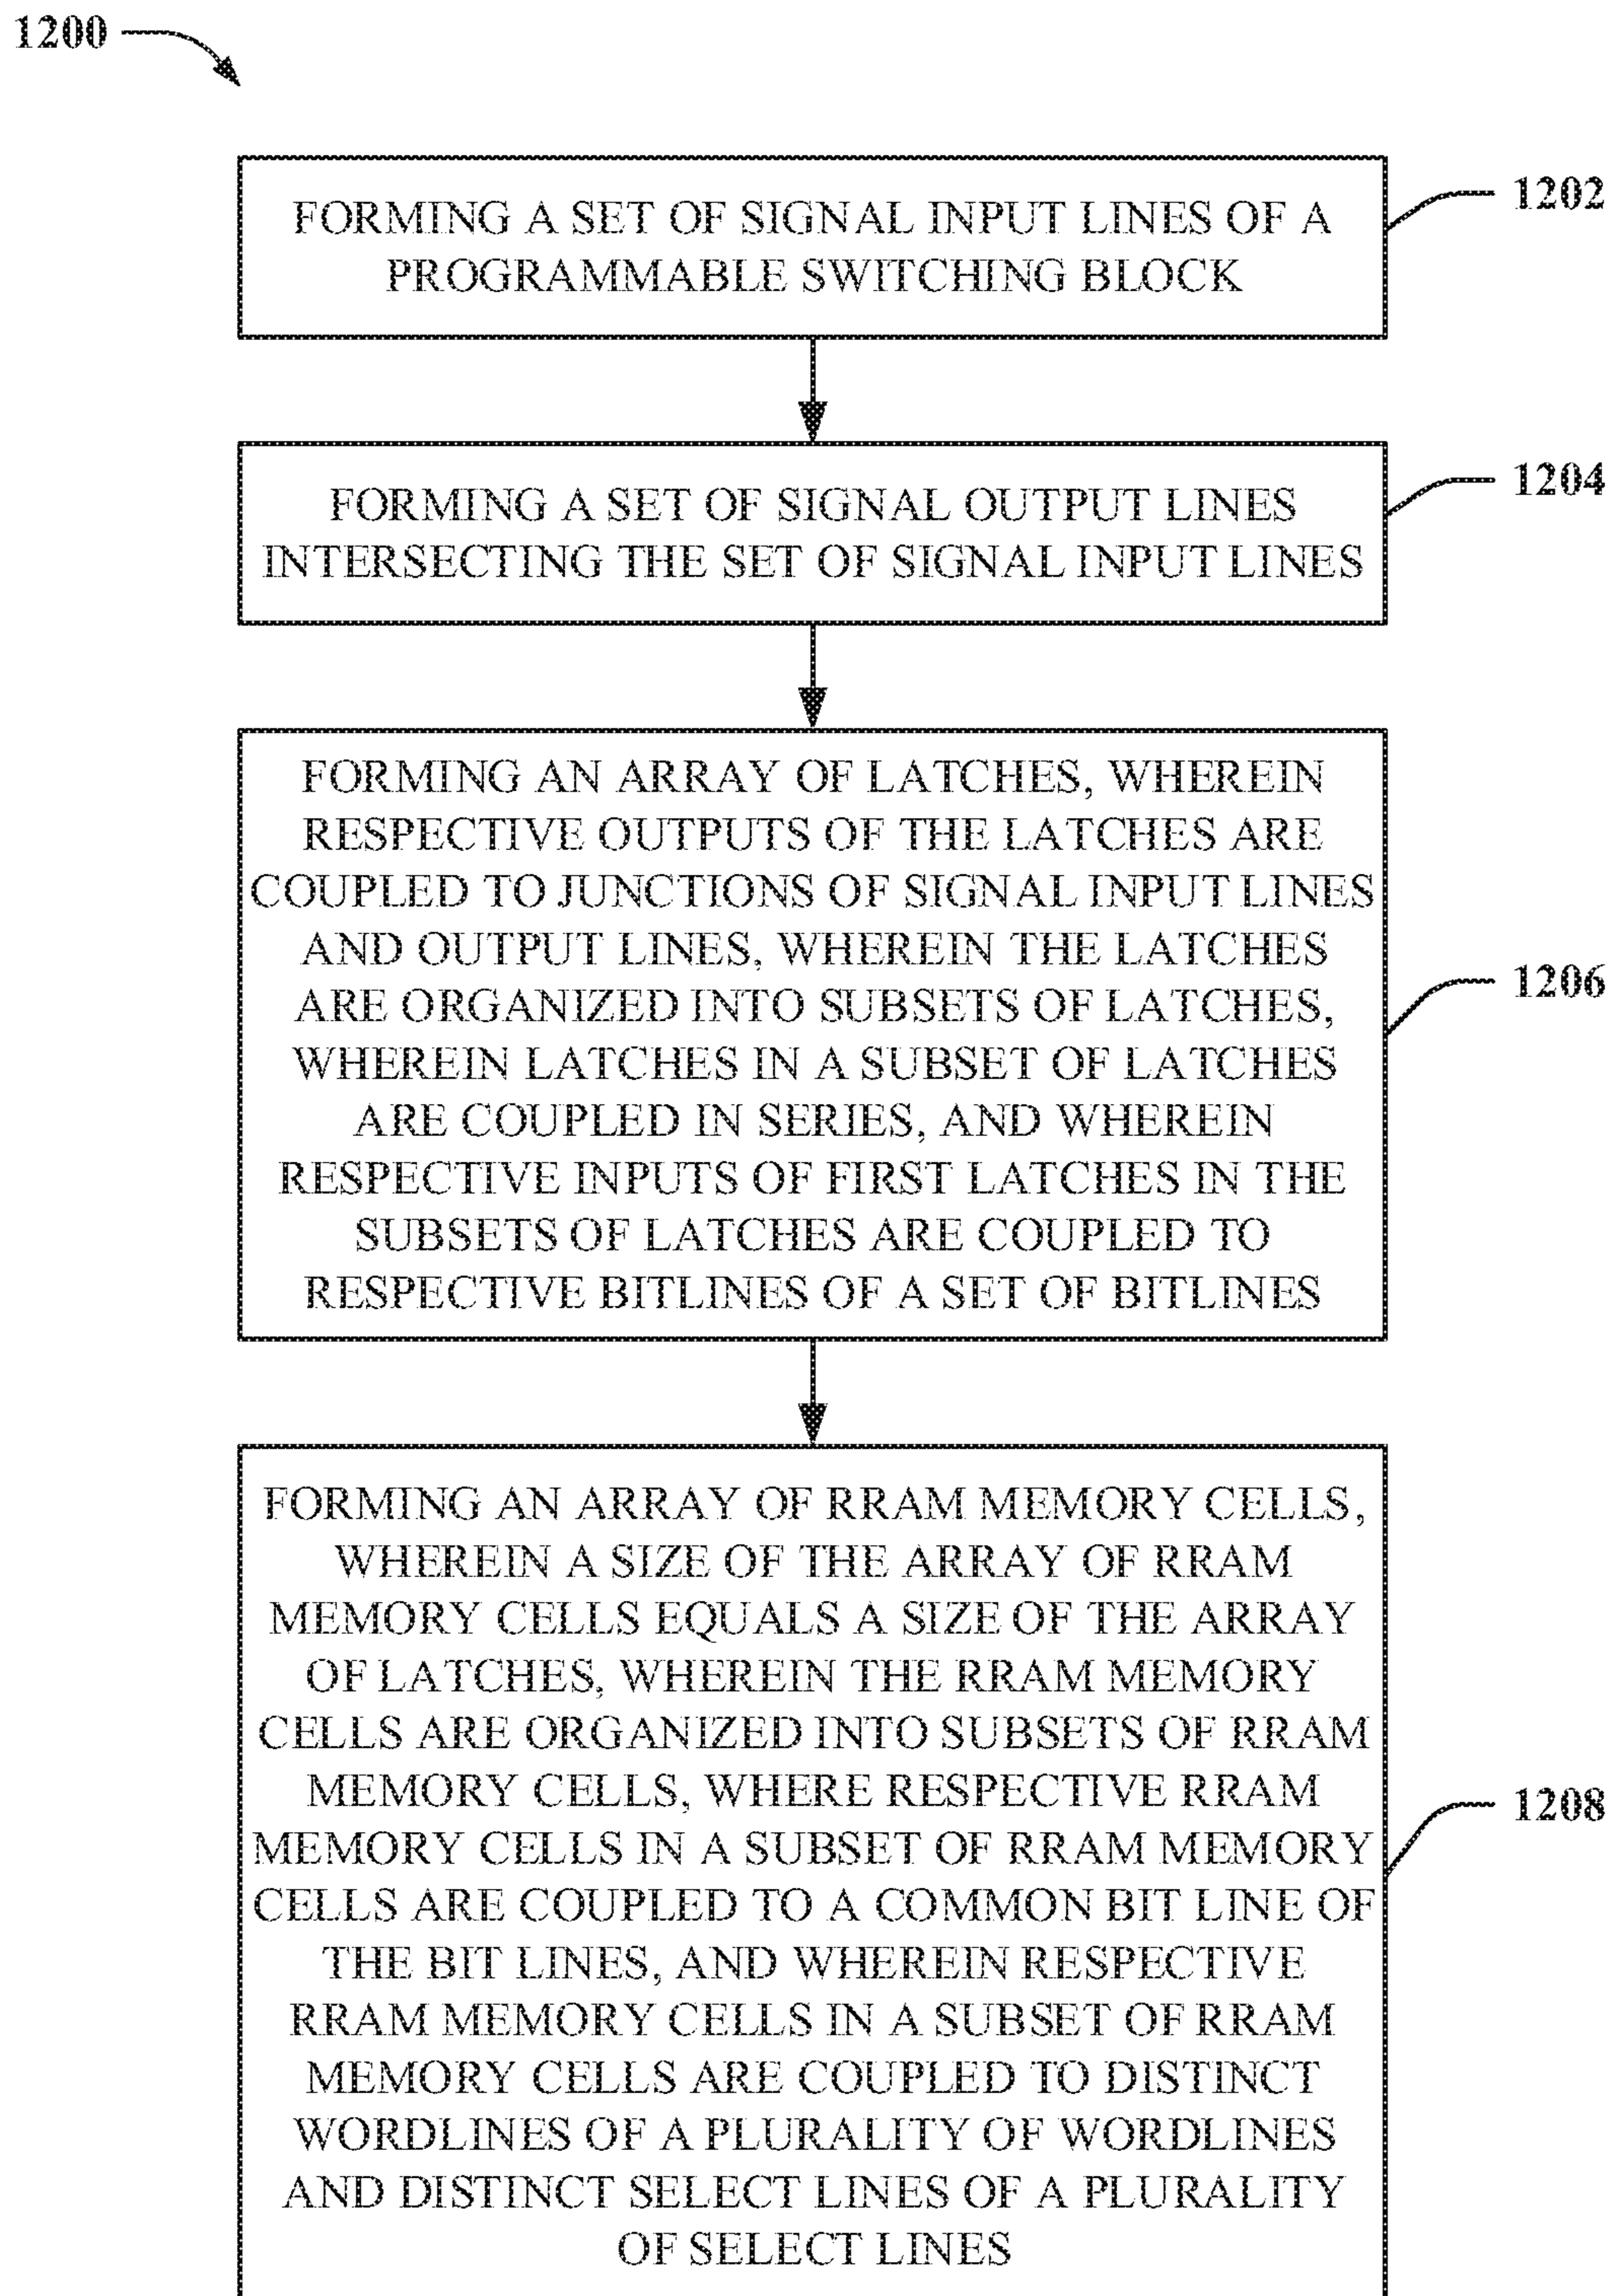 1200
FORMING A SET OF SIGNAL INPUT LINES OF A
PROGRAMMABLE SWITCHING BLOCK
1202
FORMING A SET OF SIGNAL OUTPUT LINES
INTERSECTING THE SET OF SIGNAL INPUT LINES
1204
FORMING AN ARRAY OF LATCHES, WHEREIN
RESPECTIVE OUTPUTS OF THE LATCHES ARE
COUPLED TO JUNCTIONS OF SIGNAL INPUT LINES
AND OUTPUT LINES, WHEREIN THE LATCHES
ARE ORGANIZED INTO SUBSETS OF LATCHES,
WHEREIN LATCHES IN A SUBSET OF LATCHES
ARE COUPLED IN SERIES, AND WHEREIN
RESPECTIVE INPUTS OF FIRST LATCHES IN THE
SUBSETS OF LATCHES ARE COUPLED TO
RESPECTIVE BITLINES OF A SET OF BITLINES
1206
FORMING AN ARRAY OF RRAM MEMORY CELLS,
WHEREIN A SIZE OF THE ARRAY OF RRAM
MEMORY CELLS EQUALS A SIZE OF THE ARRAY
OF LATCHES, WHEREIN THE RRAM MEMORY
CELLS ARE ORGANIZED INTO SUBSETS OF RRAM
MEMORY CELLS, WHERE RESPECTIVE RRAM
MEMORY CELLS IN A SUBSET OF RRAM MEMORY
CELLS ARE COUPLED TO A COMMON BIT LINE OF
THE BIT LINES, AND WHEREIN RESPECTIVE
RRAM MEMORY CELLS IN A SUBSET OF RRAM
MEMORY CELLS ARE COUPLED TO DISTINCT
WORDLINES OF A PLURALITY OF WORDLINES
AND DISTINCT SELECT LINES OF A PLURALITY
OF SELECT LINES
1208